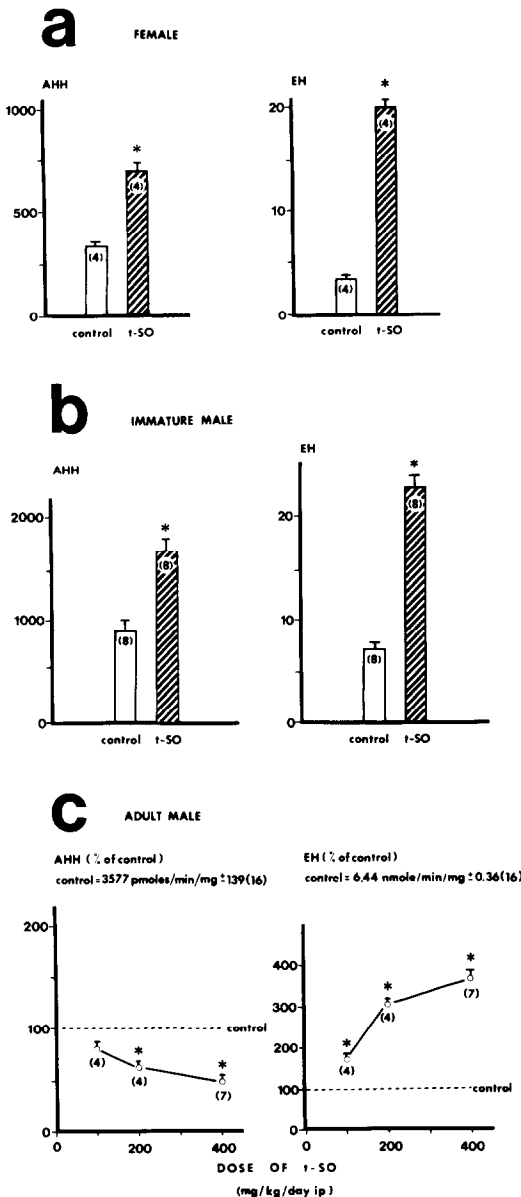 a
FEMALE
AHH
EH
1000
500
0
*
(4)
(4)
control t-SO
20
10
0
*
(4)
(4)
control t-SO
b
IMMATURE MALE
AHH
EH
2000
1000
0
*
(8)
(8)
control t-SO
20
10
0
*
(8)
(8)
control t-SO
c
ADULT MALE
AHH (% of control)
control = 3577 pmoles/min/mg ± 139(16)
EH (% of control)
control = 6.44 nmole/min/mg ± 0.36(16)
200
100
0
control
*
*
(4)
(4)
(7)
0 200 400
400
300
200
100
0
*
*
*
(4)
(4)
(7)
control
0 200 400
DOSE OF t-SO
(mg/kg/day ip)